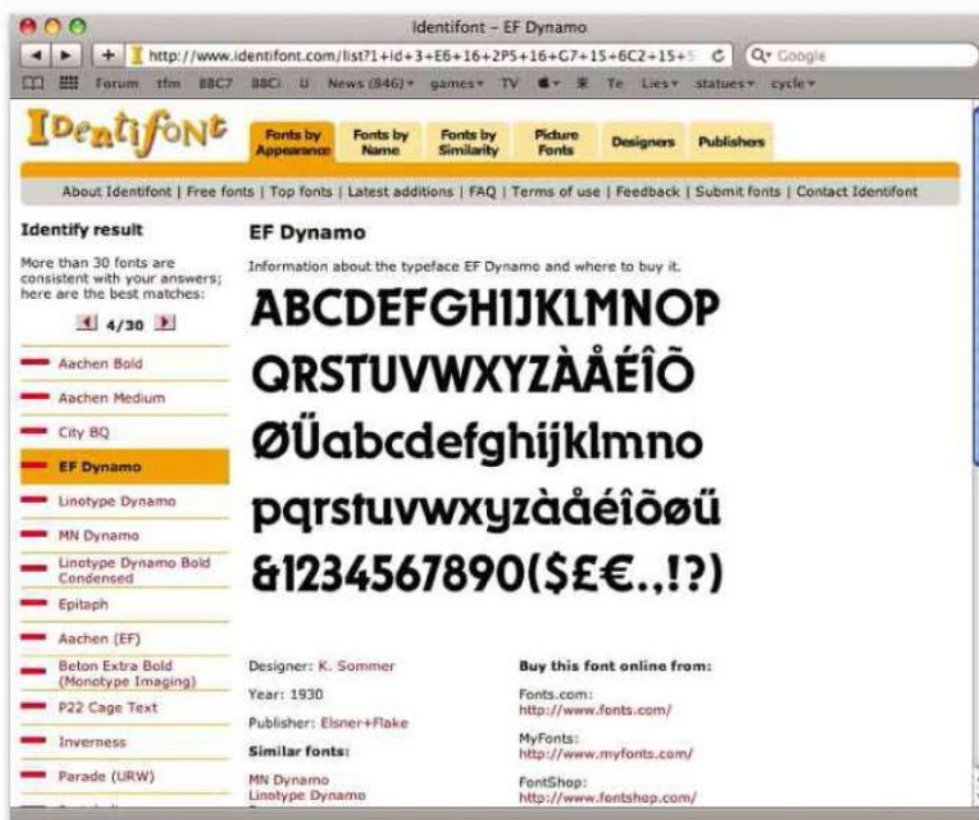 Identifont – EF Dynamo
http://www.identifont.com/list?1+id+3+E6+16+2P5+16+G7+15+6C2+15+5
Google
Forum tfm BBC7 BBCi U News (846) games TV Te Lies statues cycle
IDentifont
Fonts by Appearance
Fonts by Name
Fonts by Similarity
Picture Fonts
Designers
Publishers
About Identifont | Free fonts | Top fonts | Latest additions | FAQ | Terms of use | Feedback | Submit fonts | Contact Identifont
Identify result
More than 30 fonts are
consistent with your answers;
here are the best matches:
4/30
Aachen Bold
Aachen Medium
City BQ
EF Dynamo
Linotype Dynamo
MN Dynamo
Linotype Dynamo Bold
Condensed
Epitaph
Aachen (EF)
Beton Extra Bold
(Monotype Imaging)
P22 Cage Text
Inverness
Parade (URW)
EF Dynamo
Information about the typeface EF Dynamo and where to buy it.
ABCDEFGHIJKLMNOP
QRSTUVWXYZÀÅÉÎÕ
ØÜabcdefghijklmno
pqrstuvwxyzàåéîõøü
&1234567890($£€.,!?)
Designer: K. Sommer
Year: 1930
Publisher: Elsner+Flake
Similar fonts:
MN Dynamo
Linotype Dynamo
Buy this font online from:
Fonts.com:
http://www.fonts.com/
MyFonts:
http://www.myfonts.com/
FontShop:
http://www.fontshop.com/